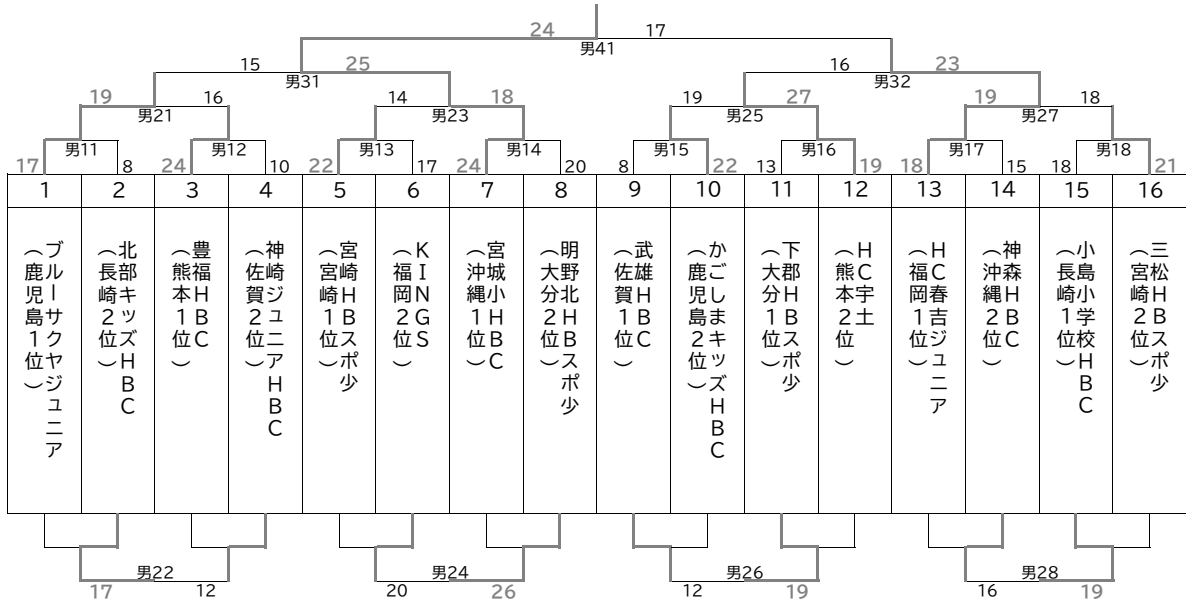 24 17
男41
15 25 16 23
男31 男32
19 16 14 18 19 27 19 18
男21 男23 男25 男27
男11 男12 男13 男14 男15 男16 男17 男18
17 8 24 10 22 17 24 20 8 22 13 19 18 15 18 21
1 2 3 4 5 6 7 8 9 10 11 12 13 14 15 16
ブルーサクヤジュニア
(鹿児島1位)
北部キッズHBC
(長崎2位)
豊福HBC
(熊本1位)
神崎ジュニアHBC
(佐賀2位)
宮崎HBスポ少
(宮崎1位)
KINGS
(福岡2位)
宮城小HBC
(沖縄1位)
明野北HBスポ少
(大分2位)
武雄HBC
(佐賀1位)
かごしまキッズHBC
(鹿児島2位)
下郡HBスポ少
(大分1位)
HC宇土
(熊本2位)
HC春吉ジュニア
(福岡1位)
神森HBC
(沖縄2位)
小島小学校HBC
(長崎1位)
三松HBスポ少
(宮崎2位)
男22 男24 男26 男28
17 12 20 26 12 19 16 19